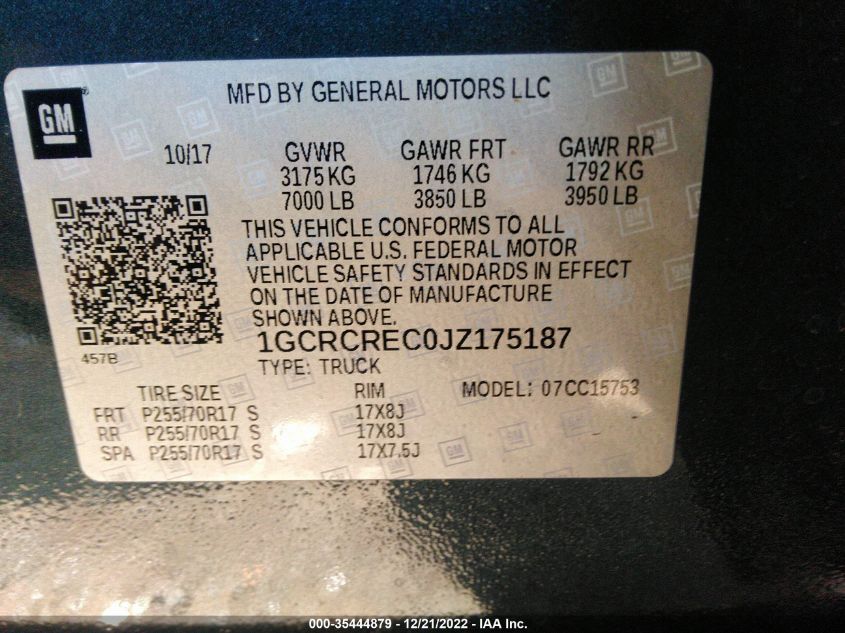 MFD BY GENERAL MOTORS LLC
GM
10/17 GVWR GAWR FRT GAWR RR
3175 KG 1746 KG 1792 KG
7000 LB 3850 LB 3950 LB
THIS VEHICLE CONFORMS TO ALL
APPLICABLE U.S. FEDERAL MOTOR
VEHICLE SAFETY STANDARDS IN EFFECT
ON THE DATE OF MANUFACTURE
SHOWN ABOVE.
457B
1GCRCREC0JZ175187
TYPE: TRUCK
TIRE SIZE RIM MODEL: 07CC15753
FRT P255/70R17 S 17X8J
RR P255/70R17 S 17X8J
SPA P255/70R17 S 17X7.5J
000-35444879 - 12/21/2022 - IAA Inc.